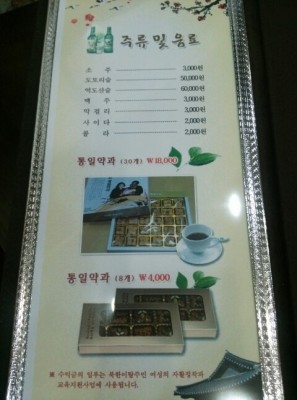 주류 및 음료
소 주 3,000원
도토리술 50,000원
백도산술 60,000원
맥 주 3,000원
막걸리 3,000원
사이다 2,000원
콜 라 2,000원
통일약과 (30개) ₩18,000
통일약과 (8개) ₩4,000
※ 수익금의 일부는 북한이탈주민 여성의 자활정착과
교육지원사업에 사용됩니다.